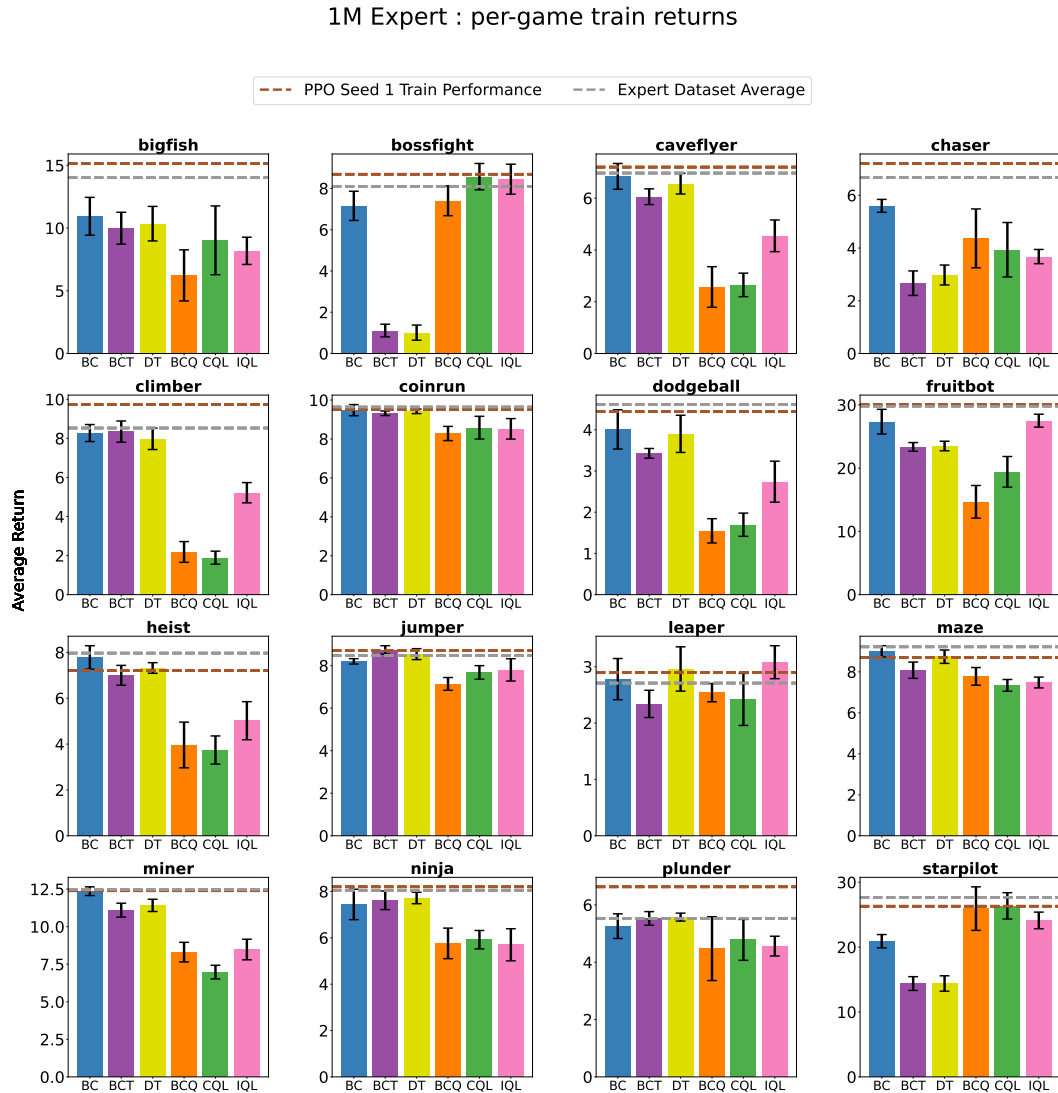 1M Expert : per-game train returns
PPO Seed 1 Train Performance
Expert Dataset Average
Average Return
bigfish
15
10
5
0
BC BCT DT BCQ CQL IQL
bossfight
8
6
4
2
0
BC BCT DT BCQ CQL IQL
caveflyer
6
4
2
0
BC BCT DT BCQ CQL IQL
chaser
6
4
2
0
BC BCT DT BCQ CQL IQL
climber
10
8
6
4
2
0
BC BCT DT BCQ CQL IQL
coinrun
10
8
6
4
2
0
BC BCT DT BCQ CQL IQL
dodgeball
4
3
2
1
0
BC BCT DT BCQ CQL IQL
fruitbot
30
20
10
0
BC BCT DT BCQ CQL IQL
heist
8
6
4
2
0
BC BCT DT BCQ CQL IQL
jumper
8
6
4
2
0
BC BCT DT BCQ CQL IQL
leaper
3
2
1
0
BC BCT DT BCQ CQL IQL
maze
8
6
4
2
0
BC BCT DT BCQ CQL IQL
miner
12.5
10.0
7.5
5.0
2.5
0.0
BC BCT DT BCQ CQL IQL
ninja
8
6
4
2
0
BC BCT DT BCQ CQL IQL
plunder
6
4
2
0
BC BCT DT BCQ CQL IQL
starpilot
30
20
10
0
BC BCT DT BCQ CQL IQL